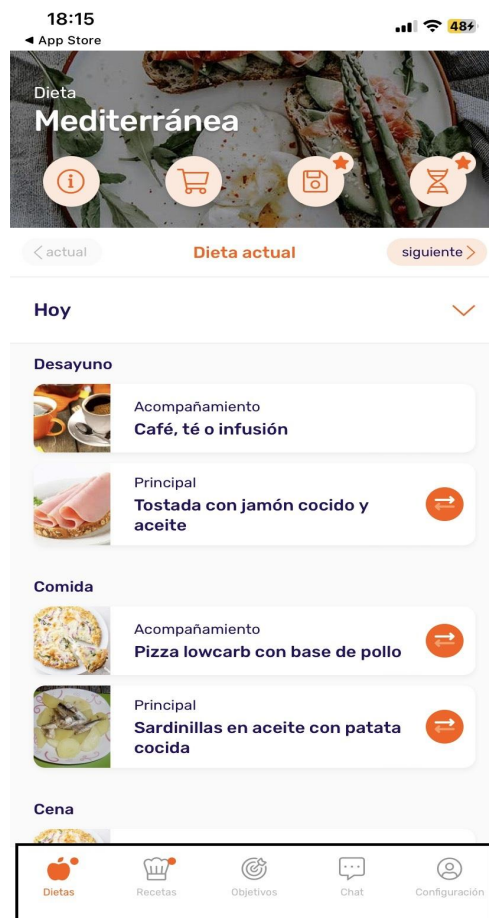 18:15
◀ App Store
48
Dieta
Mediterránea
< actual
Dieta actual
siguiente >
Hoy
Desayuno
Acompañamiento
Café, té o infusión
Principal
Tostada con jamón cocido y
aceite
Comida
Acompañamiento
Pizza lowcarb con base de pollo
Principal
Sardinillas en aceite con patata
cocida
Cena
Dietas
Recetas
Objetivos
Chat
Configuración